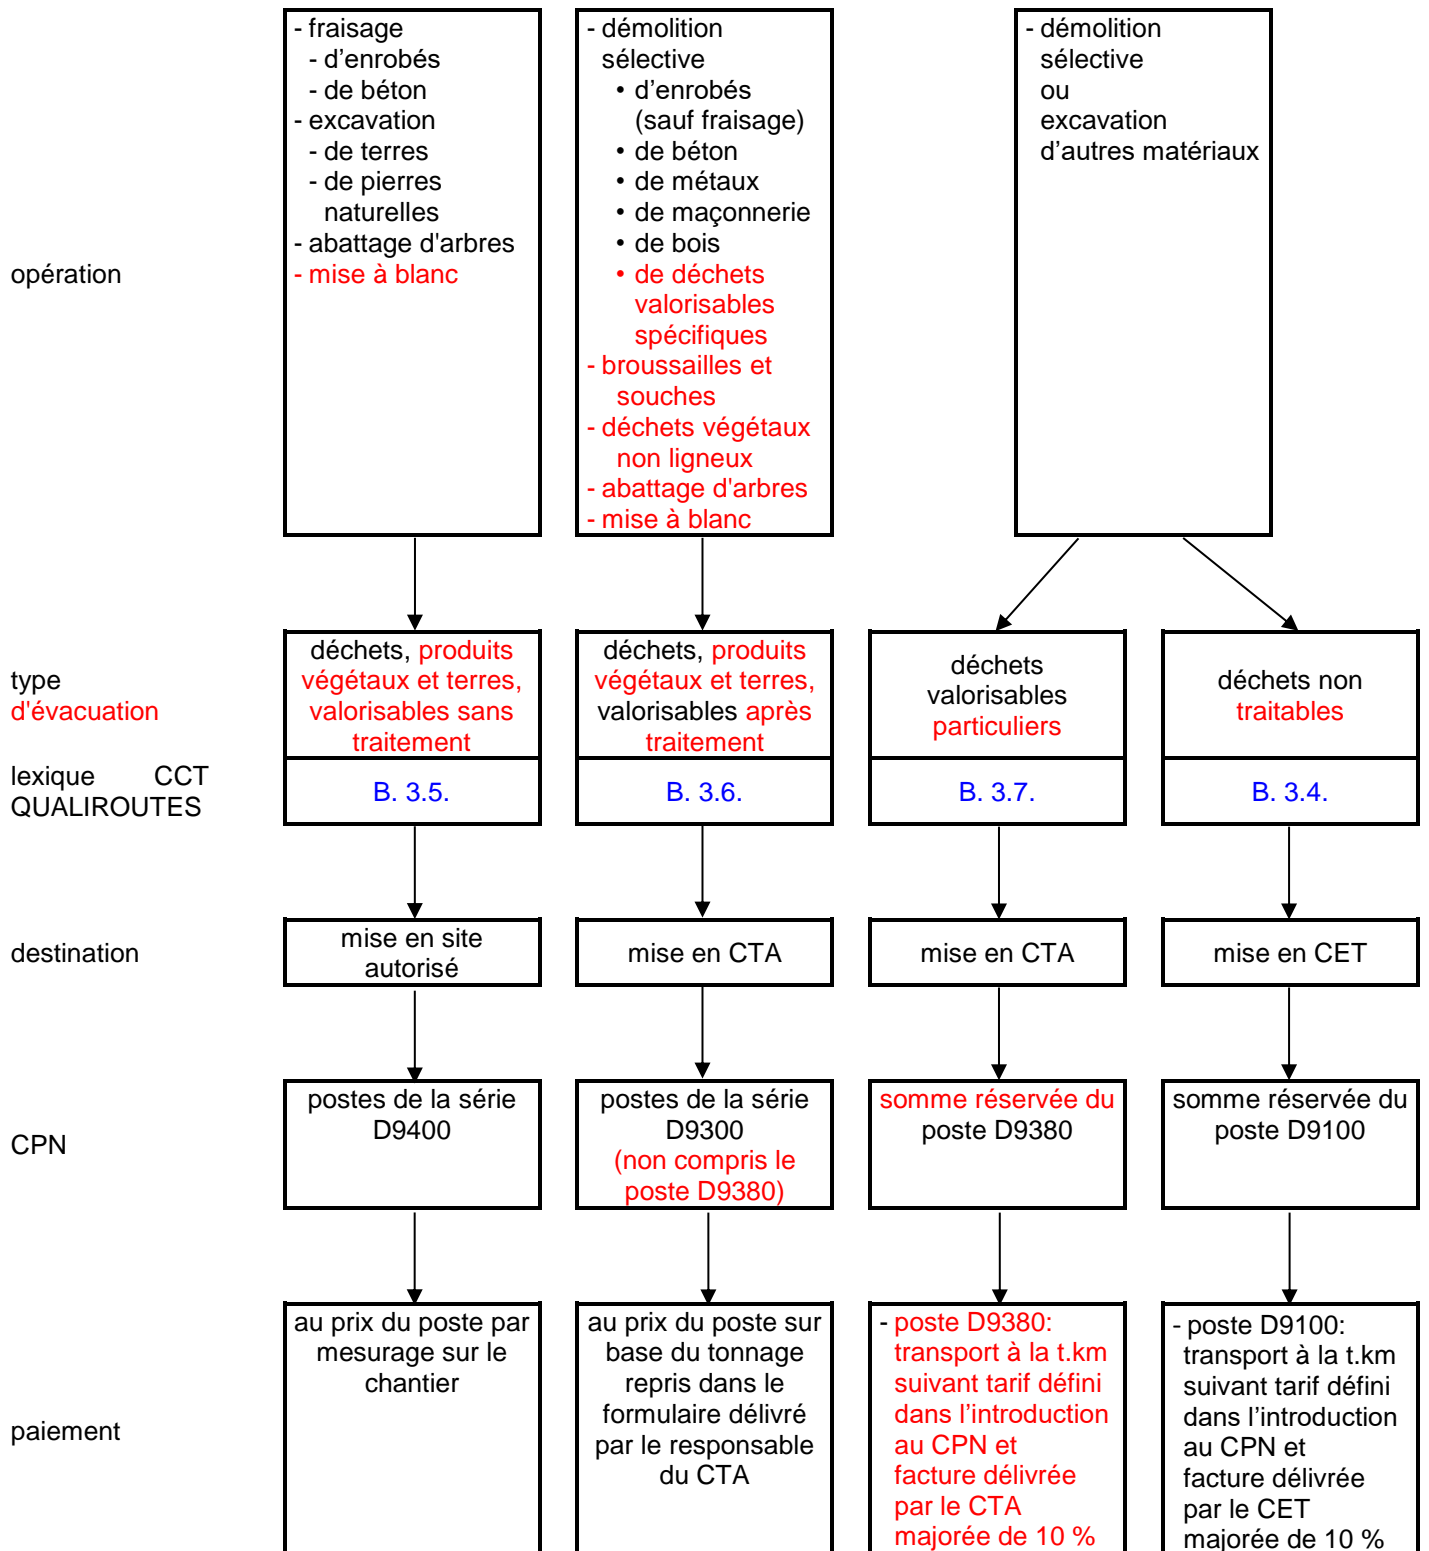 opération
- fraisage
- d'enrobés
- de béton
- excavation
- de terres
- de pierres
naturelles
- abattage d'arbres
- mise à blanc
- démolition
sélective
• d’enrobés
(sauf fraisage)
• de béton
• de métaux
• de maçonnerie
• de bois
• de déchets
valorisables
spécifiques
- broussailles et
souches
- déchets végétaux
non ligneux
- abattage d'arbres
- mise à blanc
- démolition
sélective
ou
excavation
d’autres matériaux
type
d'évacuation
déchets, produits
végétaux et terres,
valorisables sans
traitement
déchets, produits
végétaux et terres,
valorisables après
traitement
déchets
valorisables
particuliers
déchets non
traitables
lexique CCT
QUALIROUTES
B. 3.5.
B. 3.6.
B. 3.7.
B. 3.4.
destination
mise en site
autorisé
mise en CTA
mise en CTA
mise en CET
CPN
postes de la série
D9400
postes de la série
D9300
(non compris le
poste D9380)
somme réservée du
poste D9380
somme réservée du
poste D9100
paiement
au prix du poste par
mesurage sur le
chantier
au prix du poste sur
base du tonnage
repris dans le
formulaire délivré
par le responsable
du CTA
- poste D9380:
transport à la t.km
suivant tarif défini
dans l’introduction
au CPN et
facture délivrée
par le CTA
majorée de 10 %
- poste D9100:
transport à la t.km
suivant tarif défini
dans l’introduction
au CPN et
facture délivrée
par le CET
majorée de 10 %